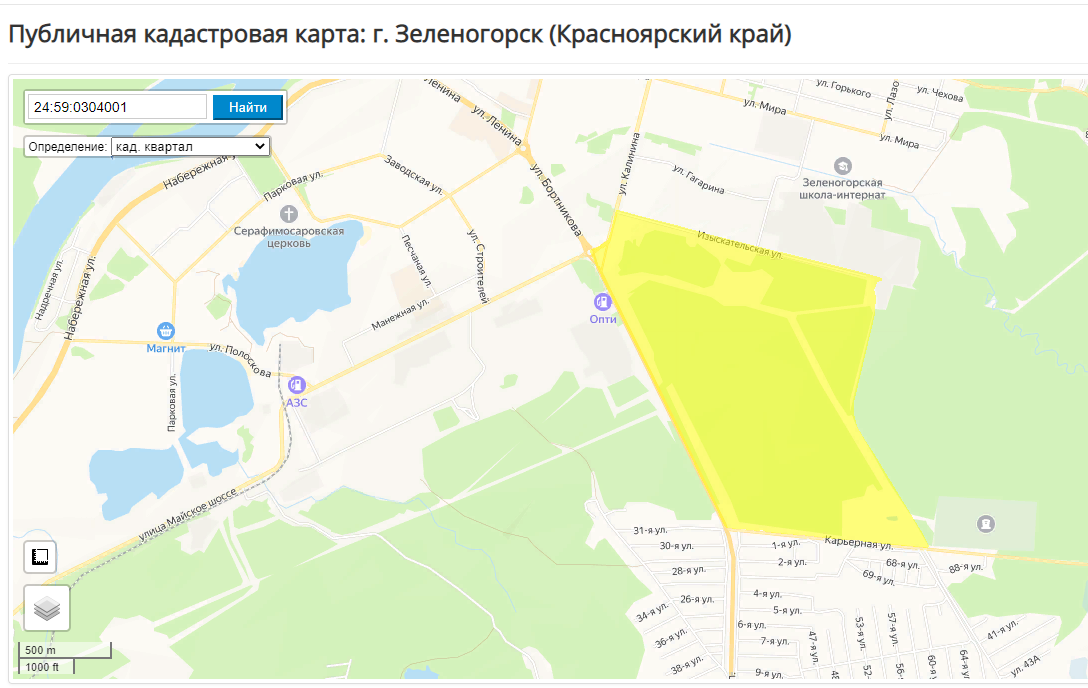 Публичная кадастровая карта: г. Зеленогорск (Красноярский край)
24:59:0304001
Найти
Определение:
кад. квартал
Ленина
ул. Ленина
ул. Бортникова
ул. Калинина
ул. Мира
ул. Горького
ул. Чехова
ул. Лазо
ул. Мира
ул. Гагарина
Зеленогорская
школа-интернат
Набережная
Парковая ул.
Заводская ул.
Серафимосаровская
церковь
Песчаная ул.
ул. Строителей
Изыскательская ул.
Надречная ул.
Набережная ул.
Манежная ул.
Опти
Магнит
ул. Полоскова
АЗС
Парковая ул.
улица Майское шоссе
31-я ул.
30-я ул.
28-я ул.
26-я ул.
34-я ул.
36-я ул.
38-я ул.
1-я ул.
2-я ул.
Карьерная ул.
68-я ул.
69-я ул.
88-я ул.
4-я ул.
5-я ул.
6-я ул.
7-я ул.
9-я ул.
47-я ул.
53-я ул.
57-я ул.
41-я ул.
ул. 43А
48
52-
56-
60-я
64-я
500 m
1000 ft